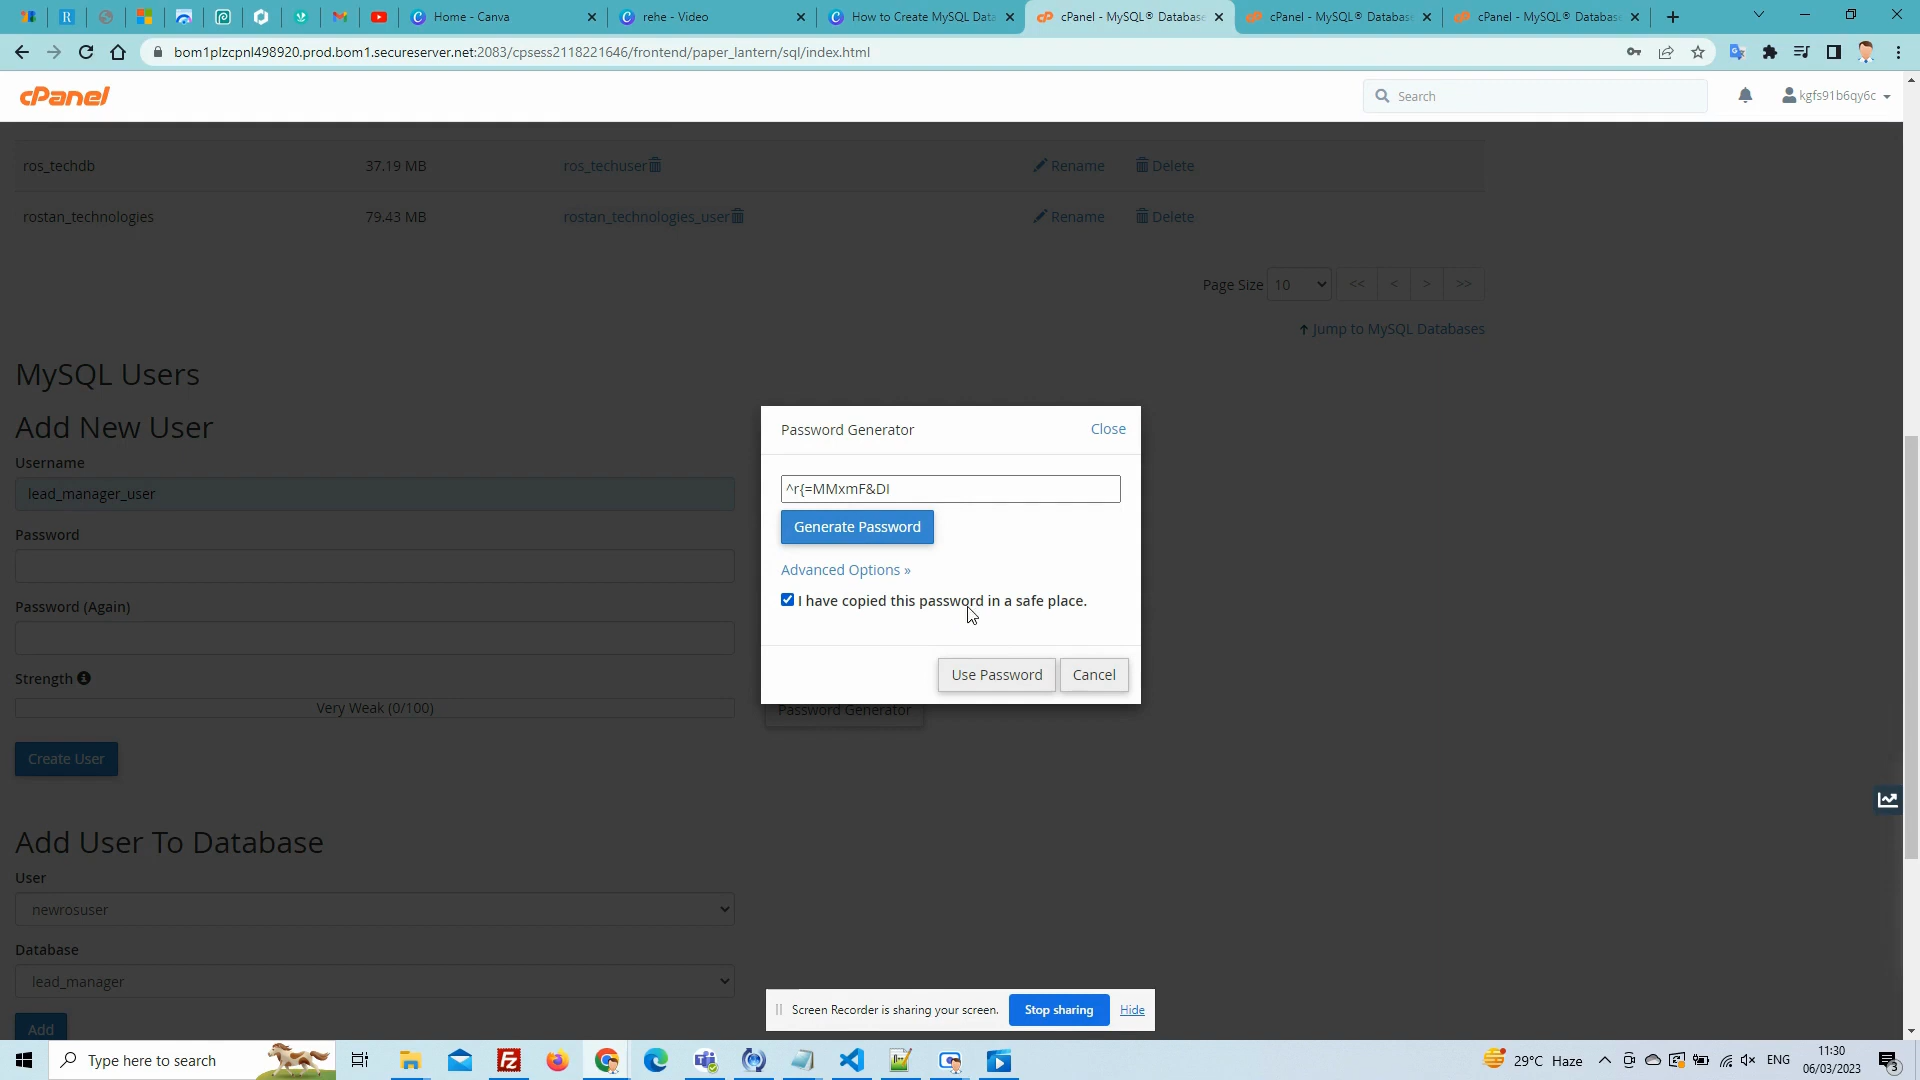 Home - Canva
rehe - Video
How to Create MySQL Data
cPanel - MySQL® Database
cPanel - MySQL® Databas
cPanel - MySQL® Databas
bom1plzcpnl498920.prod.bom1.secureserver.net:2083/cpsess2118221646/frontend/paper_lantern/sql/index.html
cPanel
Search
kgfs91b6qy6c
ros_techdb 37.19 MB ros_techuser Rename Delete
rostan_technologies 79.43 MB rostan_technologies_user Rename Delete
Page Size 10 << < > >>
Jump to MySQL Databases
MySQL Users
Add New User
Username
lead_manager_user
Password
Password (Again)
Strength
Very Weak (0/100)
Password Generator
Create User
Password Generator
Close
^r{=MMxmF&DI
Generate Password
Advanced Options »
I have copied this password in a safe place.
Use Password
Cancel
Add User To Database
User
newrosuser
Database
lead_manager
Add
Screen Recorder is sharing your screen.
Stop sharing
Hide
Type here to search
29°C Haze
ENG
11:30
06/03/2023
3